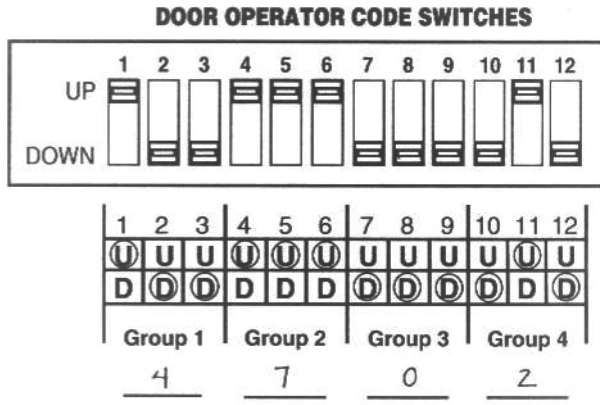 DOOR OPERATOR CODE SWITCHES
1 2 3 4 5 6 7 8 9 10 11 12
UP
DOWN
1 2 3 4 5 6 7 8 9 10 11 12
U U U U U U U U U U U U
D D D D D D D D D D D D
Group 1 Group 2 Group 3 Group 4
4 7 0 2